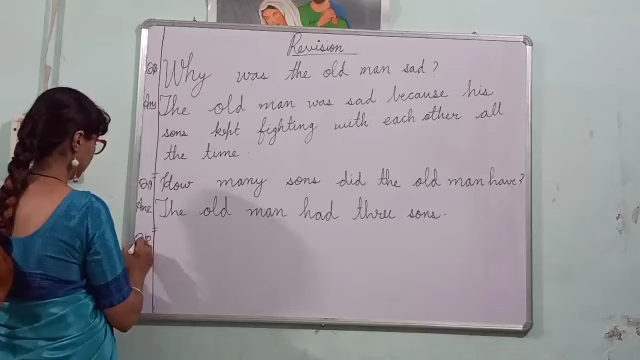 Revision
Why was the old man sad?
Ans The old man was sad because his
sons kept fighting with each other all
the time.
How many sons did the old man have?
Ans The old man had three sons.